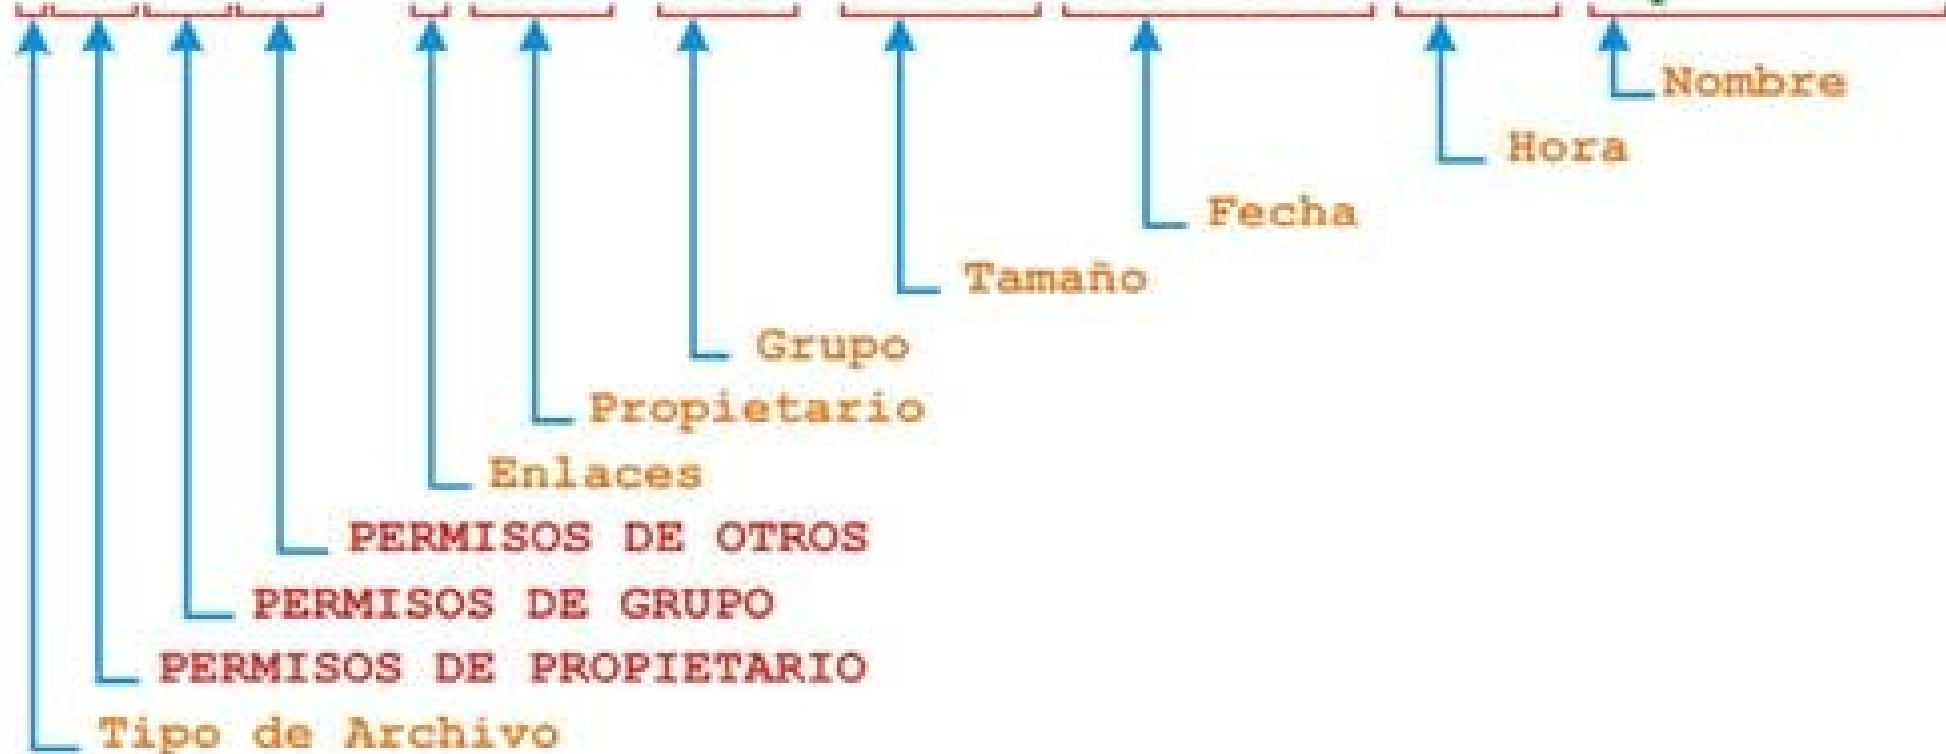 Nombre
Hora
Fecha
Tamaño
Grupo
Propietario
Enlaces
PERMISOS DE OTROS
PERMISOS DE GRUPO
PERMISOS DE PROPIETARIO
Tipo de Archivo